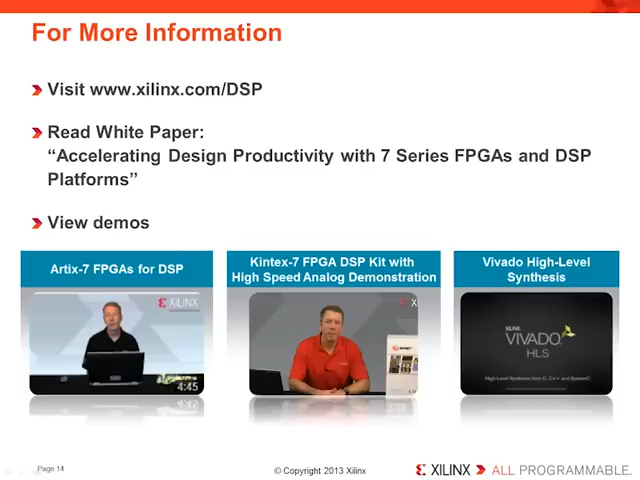 For More Information
Visit www.xilinx.com/DSP
Read White Paper:
“Accelerating Design Productivity with 7 Series FPGAs and DSP
Platforms”
View demos
Artix-7 FPGAs for DSP
Kintex-7 FPGA DSP Kit with
High Speed Analog Demonstration
Vivado High-Level
Synthesis
XILINX
4:45
AVNET
XILINX
VIVADO
HLS
High-Level Synthesis from C, C++ and SystemC
Page 14
© Copyright 2013 Xilinx
XILINX
ALL PROGRAMMABLE.